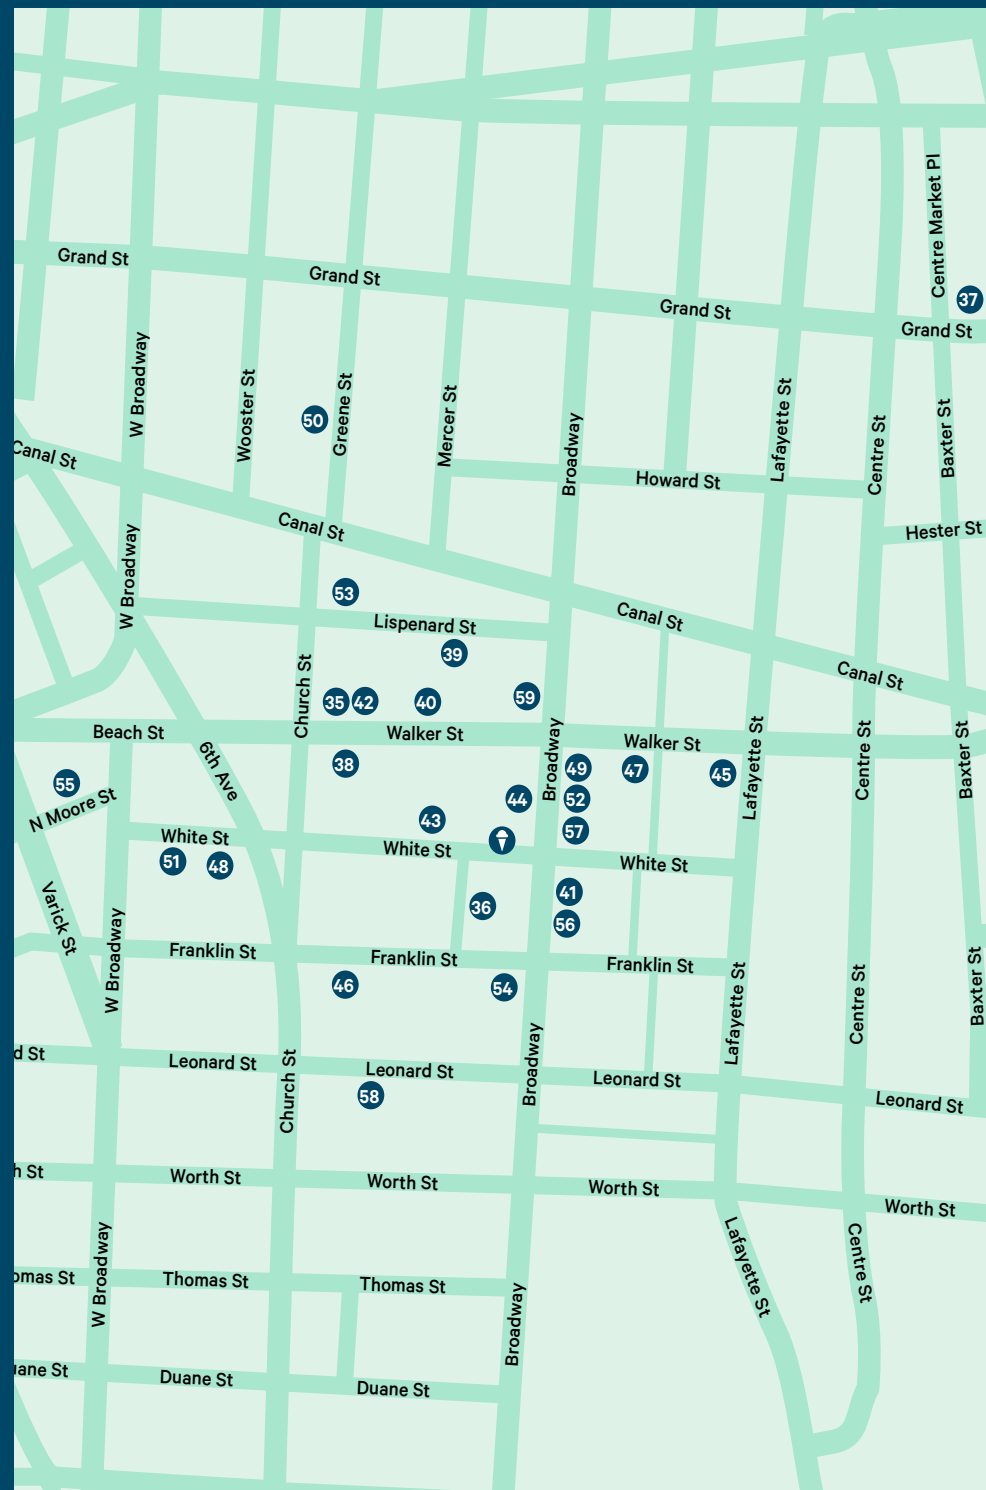 Centre Market Pl
Grand St
Grand St
37
Grand St
Grand St
W Broadway
Wooster St
50
Greene St
Mercer St
Broadway
Lafayette St
Centre St
Baxter St
Canal St
Howard St
Canal St
Hester St
W Broadway
53
Lispenard St
Canal St
39
Canal St
Church St
35
42
40
59
Beach St
Walker St
Walker St
6th Ave
38
Broadway
49
47
45
Lafayette St
Centre St
Baxter St
55
N Moore St
44
52
43
57
White St
White St
White St
51
48
36
41
56
Varick St
W Broadway
Franklin St
Franklin St
Franklin St
46
54
Lafayette St
Centre St
Baxter St
d St
Leonard St
Leonard St
Leonard St
Leonard St
Church St
58
Broadway
h St
Worth St
Worth St
Worth St
Worth St
W Broadway
Lafayette St
Centre St
omas St
Thomas St
Thomas St
Broadway
uane St
Duane St
Duane St